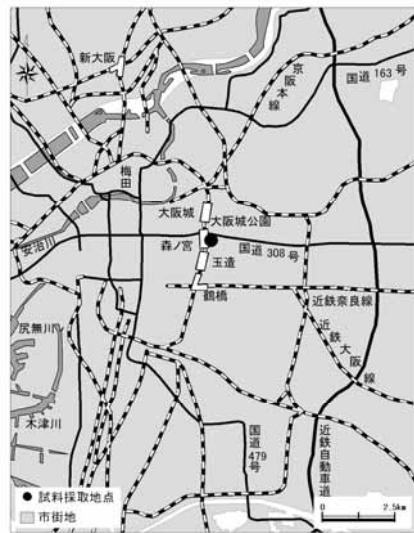 新大阪
京阪本線
国道 163 号
梅田
大阪城
大阪城公園
安治川
森ノ宮
国道 308 号
玉造
鶴橋
近鉄奈良線
近鉄大阪線
尻無川
木津川
国道 479 号
近鉄自動車道
試料採取地点
市街地
0 2.5km